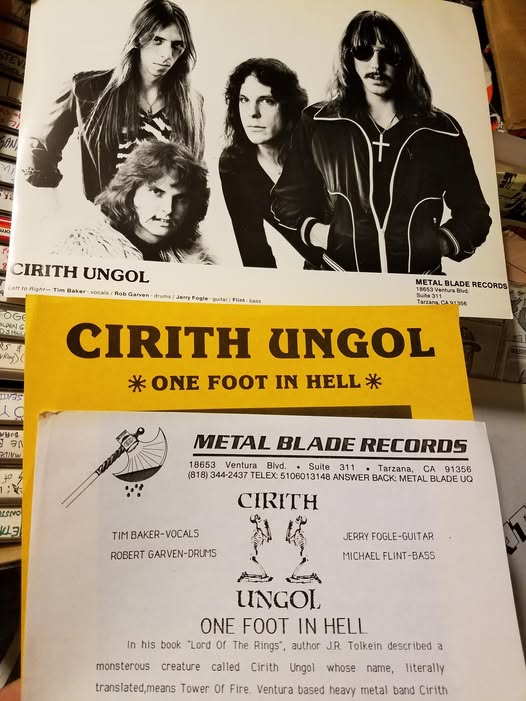 CIRITH UNGOL
Left to Right— Tim Baker - vocals / Rob Garven - drums / Jerry Fogle - guitar / Flint - bass
METAL BLADE RECORDS
18653 Ventura Blvd.
Suite 311
Tarzana, CA 91356
CIRITH UNGOL
*ONE FOOT IN HELL*
METAL BLADE RECORDS
18653 Ventura Blvd. • Suite 311 • Tarzana, CA 91356
(818) 344-2437 TELEX: 5106013148 ANSWER BACK: METAL BLADE UQ
CIRITH
TIM BAKER-VOCALS
JERRY FOGLE-GUITAR
ROBERT GARVEN-DRUMS
MICHAEL FLINT-BASS
UNGOL
ONE FOOT IN HELL
In his book "Lord Of The Rings", author J.R. Tolkein described a
monsterous creature called Cirith Ungol whose name, literally
translated,means Tower Of Fire. Ventura based heavy metal band Cirith